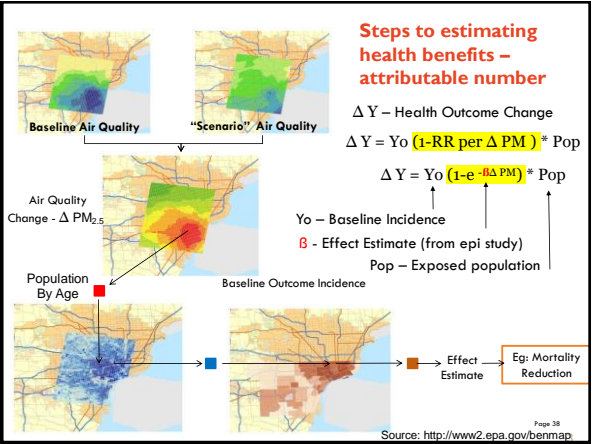 Steps to estimating
health benefits –
attributable number
Baseline Air Quality
“Scenario” Air Quality
Δ Y – Health Outcome Change
Δ Y = Yo (1-RR per Δ PM ) * Pop
Δ Y = Yo (1-e -ßΔ PM) * Pop
Air Quality
Change - Δ PM2.5
Yo – Baseline Incidence
ß - Effect Estimate (from epi study)
Pop – Exposed population
Population
By Age
Baseline Outcome Incidence
Effect
Estimate
Eg: Mortality
Reduction
Page 38
Source: http://www2.epa.gov/benmap